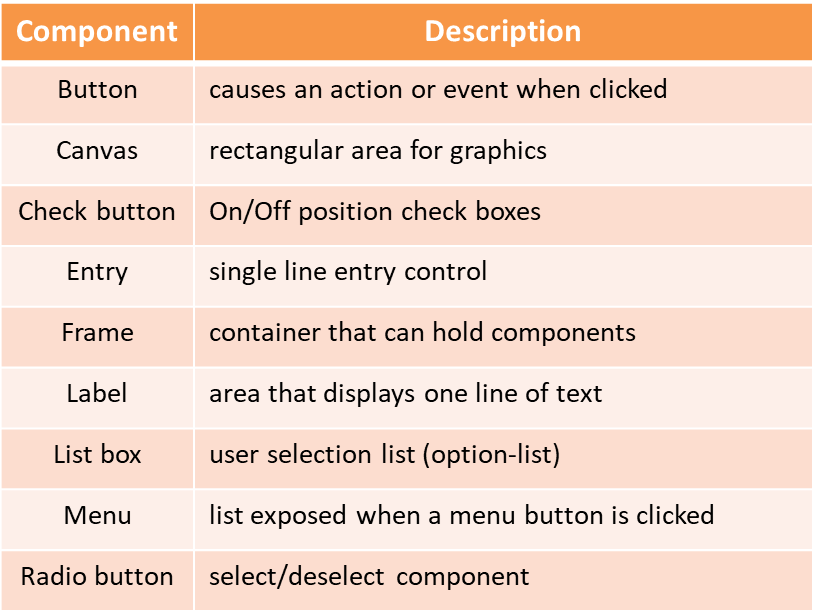 Component Description
Button causes an action or event when clicked
Canvas rectangular area for graphics
Check button On/Off position check boxes
Entry single line entry control
Frame container that can hold components
Label area that displays one line of text
List box user selection list (option-list)
Menu list exposed when a menu button is clicked
Radio button select/deselect component